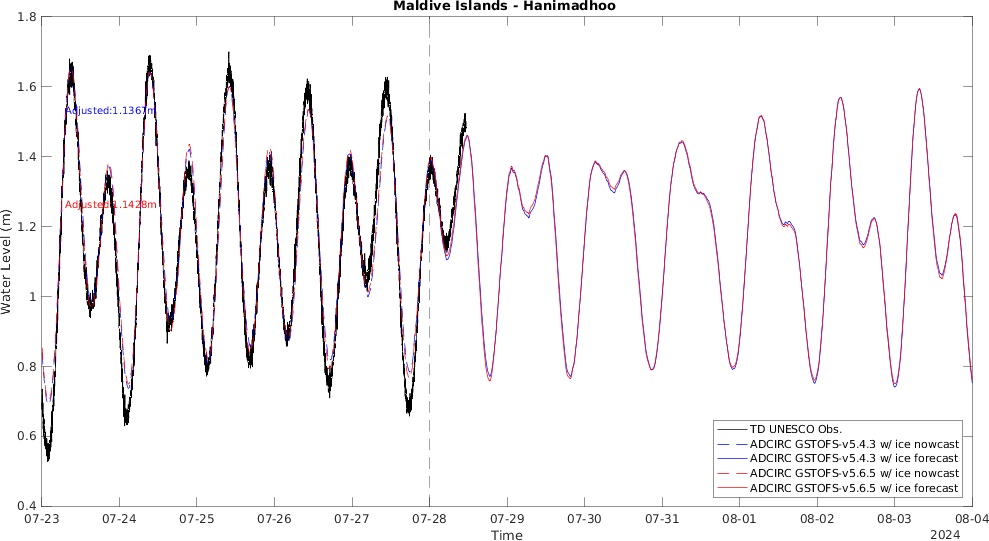 Maldive Islands - Hanimadhoo
1.8
1.6
1.4
1.2
1
0.8
0.6
0.4
Water Level (m)
Adjusted:1.1367m
Adjusted:1.1428m
TD UNESCO Obs.
ADCIRC GSTOFS-v5.4.3 w/ ice nowcast
ADCIRC GSTOFS-v5.4.3 w/ ice forecast
ADCIRC GSTOFS-v5.6.5 w/ ice nowcast
ADCIRC GSTOFS-v5.6.5 w/ ice forecast
07-23 07-24 07-25 07-26 07-27 07-28 07-29 07-30 07-31 08-01 08-02 08-03 08-04
Time
2024